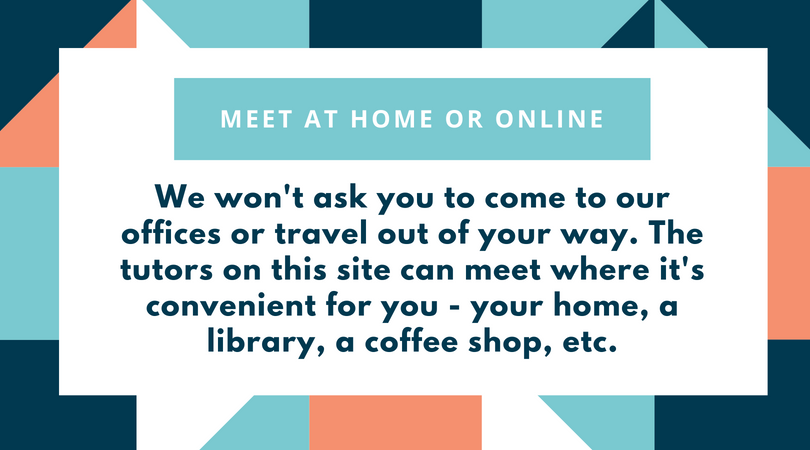 MEET AT HOME OR ONLINE
We won't ask you to come to our
offices or travel out of your way. The
tutors on this site can meet where it's
convenient for you - your home, a
library, a coffee shop, etc.